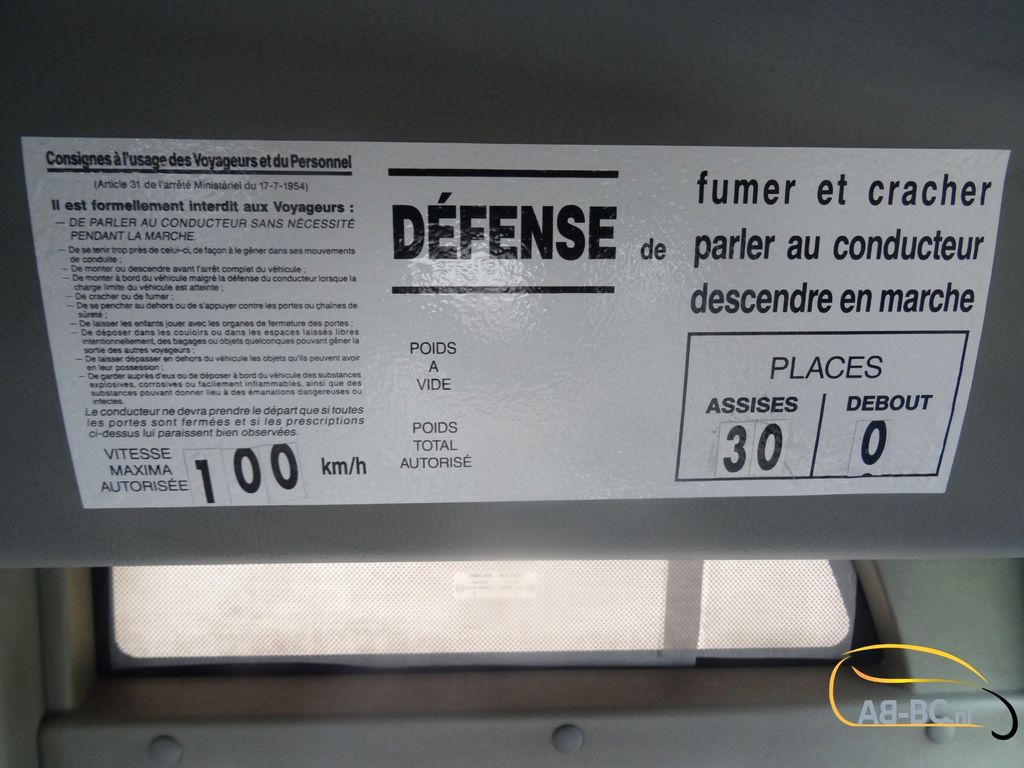 Consignes à l'usage des Voyageurs et du Personnel
(Article 31 de l'arrêté Ministériel du 17-7-1954)
Il est formellement interdit aux Voyageurs :
— DE PARLER AU CONDUCTEUR SANS NÉCESSITÉ
PENDANT LA MARCHE.
— De se tenir trop près de celui-ci, de façon à le gêner dans ses mouvements
de conduite ;
— De monter ou descendre avant l'arrêt complet du véhicule ;
— De monter à bord du véhicule malgré la défense du conducteur lorsque la
charge limite du véhicule est atteinte ;
— De cracher ou de fumer ;
— De se pencher au dehors ou de s'appuyer contre les portes ou chaînes de
sûreté ;
— De laisser les enfants jouer avec les organes de fermeture des portes ;
— De déposer dans les couloirs ou dans les espaces laissés libres
intentionnellement, des bagages ou objets quelconques pouvant gêner la
sortie des autres voyageurs ;
— De laisser dépasser en dehors du véhicule les objets qu'ils peuvent avoir
en leur possession ;
— De garder auprès d'eux ou de déposer à bord du véhicule des substances
explosives, corrosives ou facilement inflammables, ainsi que des
substances pouvant donner lieu à des émanations dangereuses ou
infectes.
Le conducteur ne devra prendre le départ que si toutes
les portes sont fermées et si les prescriptions
ci-dessus lui paraissent bien observées.
VITESSE
MAXIMA
AUTORISÉE
100 km/h
DÉFENSE de
fumer et cracher
parler au conducteur
descendre en marche
POIDS
A
VIDE
POIDS
TOTAL
AUTORISÉ
PLACES
ASSISES DEBOUT
30 0
AB-BC.nl